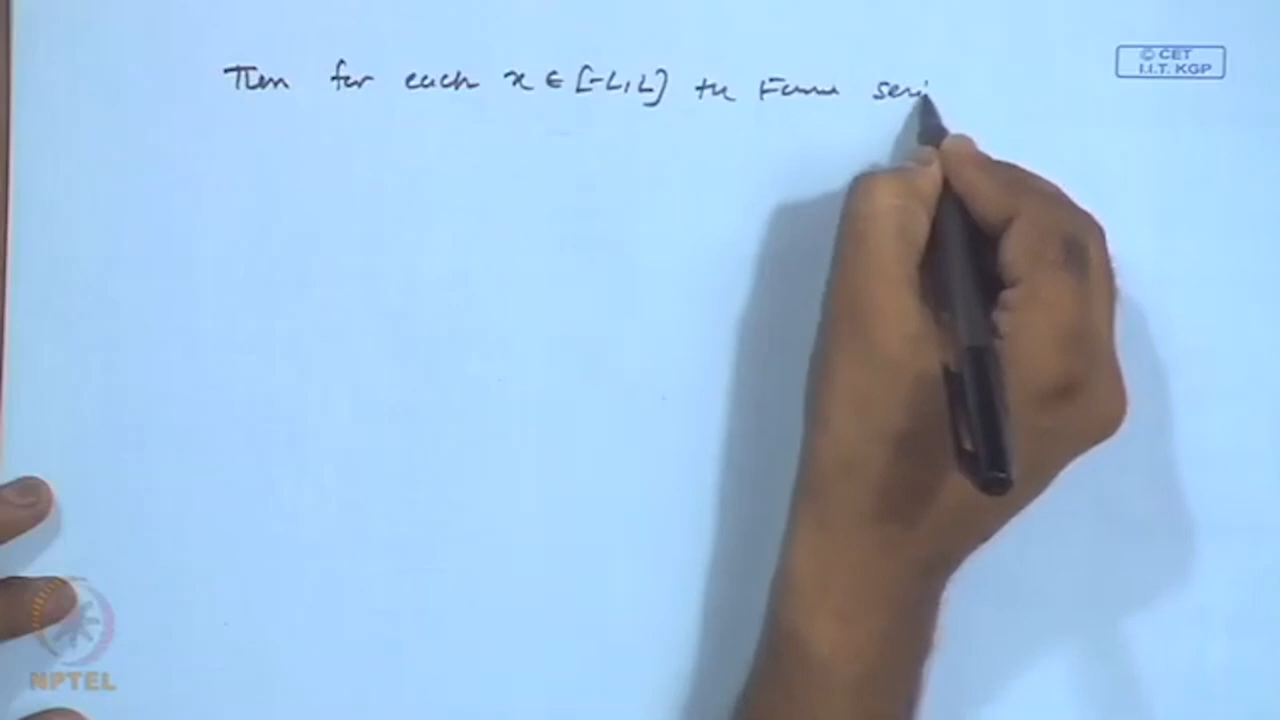 Then for each x ∈ [-L, L] the Fourier seri
© CET
I.I.T. KGP
NPTEL